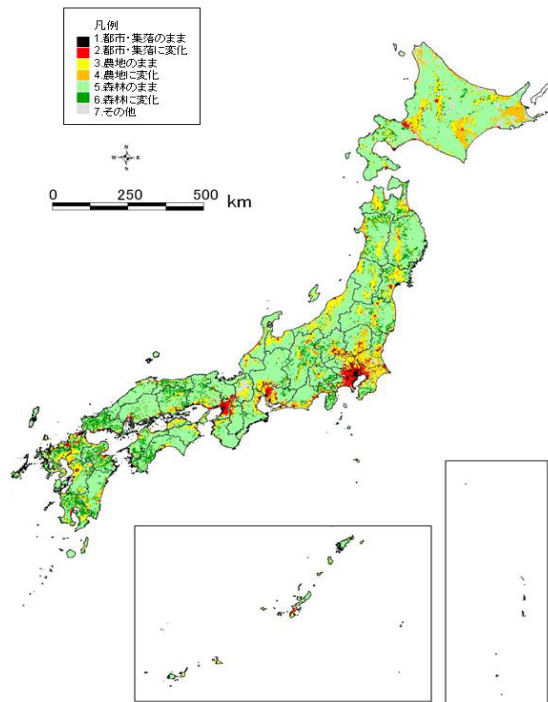 凡例
1.都市・集落のまま
2.都市・集落に変化
3.農地のまま
4.農地に変化
5.森林のまま
6.森林に変化
7.その他
N
W E
S
0 250 500 km